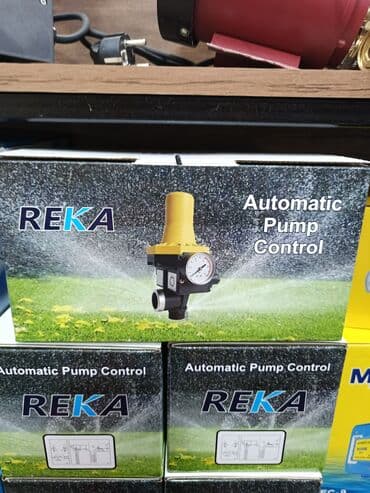 REKA
Automatic
Pump
Control
Automatic Pump Control
REKA
Automatic Pump Control
REKA
M